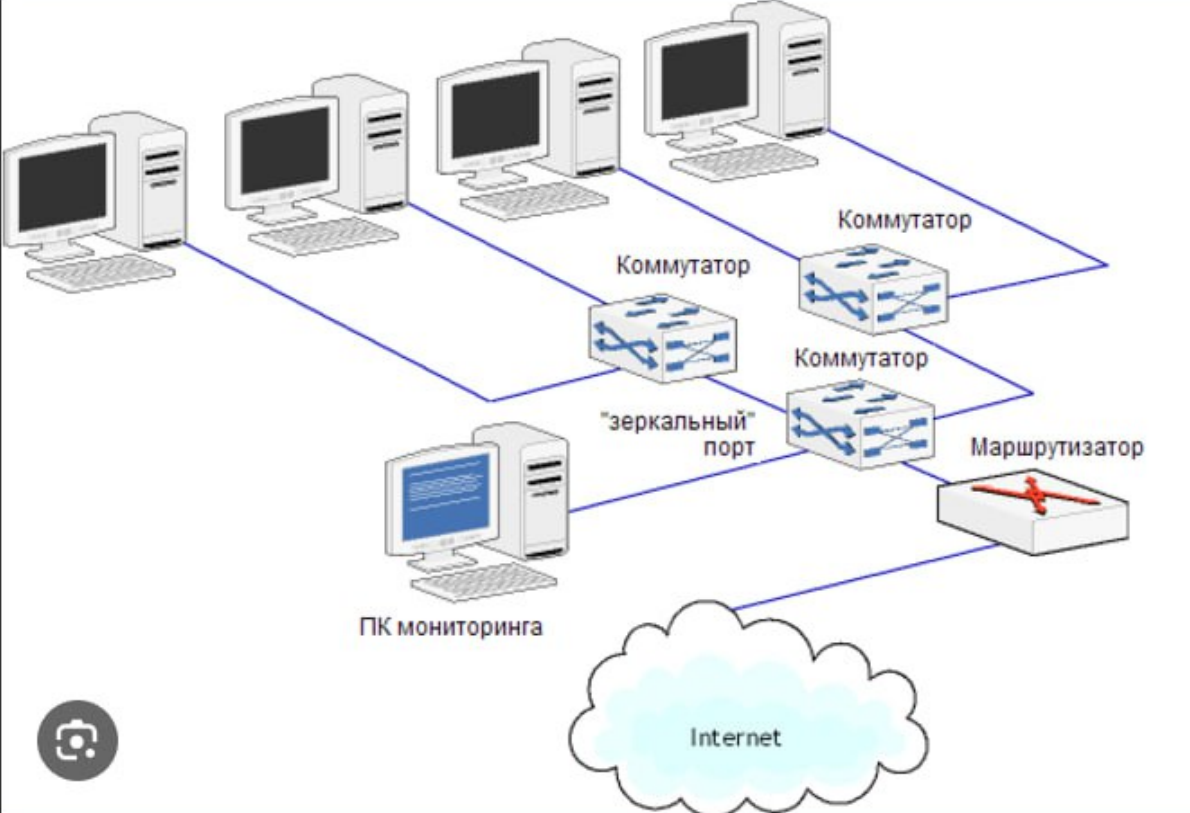 Коммутатор
Коммутатор
Коммутатор
"зеркальный"
порт
Маршрутизатор
ПК мониторинга
Internet